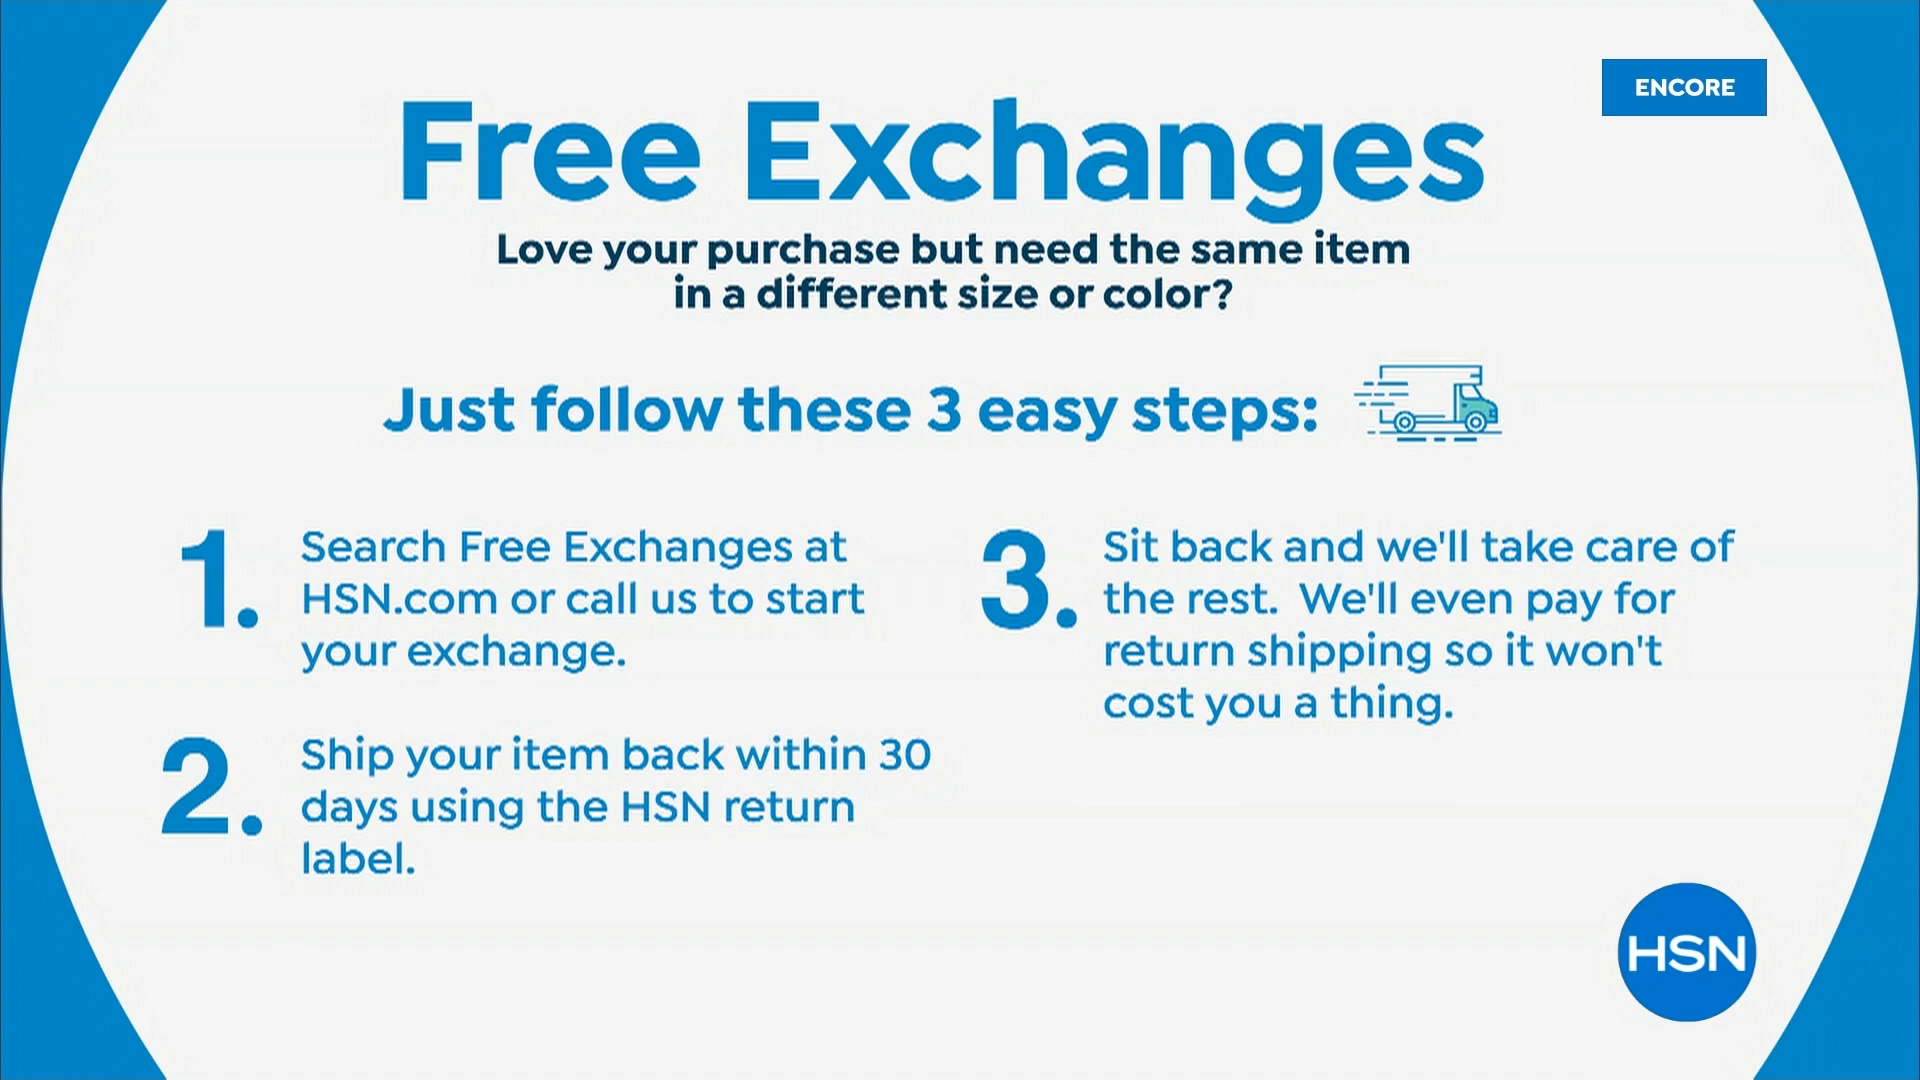 ENCORE
Free Exchanges
Love your purchase but need the same item
in a different size or color?
Just follow these 3 easy steps:
1. Search Free Exchanges at
HSN.com or call us to start
your exchange.
2. Ship your item back within 30
days using the HSN return
label.
3. Sit back and we'll take care of
the rest.  We'll even pay for
return shipping so it won't
cost you a thing.
HSN